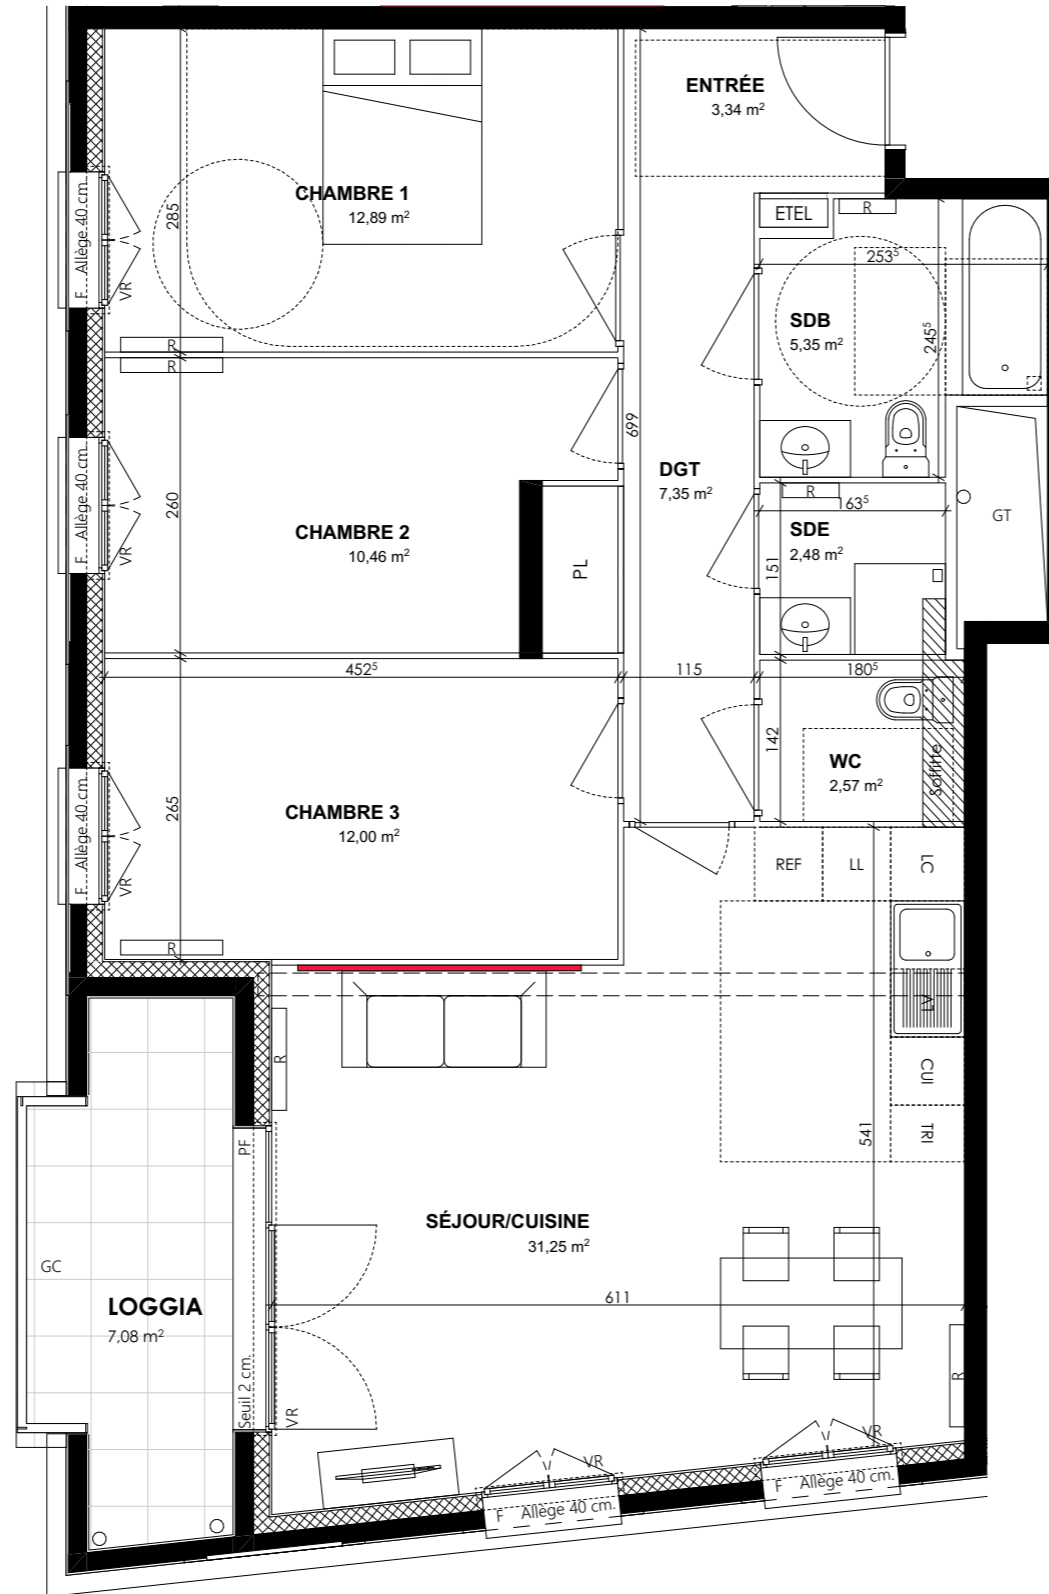 ENTRÉE
3,34 m²
CHAMBRE 1
12,89 m²
285
F Allège 40 cm.
VR
R
R
ETEL
R
253⁵
SDB
5,35 m²
245⁵
699
DGT
7,35 m²
CHAMBRE 2
10,46 m²
260
F Allège 40 cm.
VR
PL
R
163⁵
SDE
2,48 m²
151
GT
452⁵
115
180⁵
142
WC
2,57 m²
Soffitte
CHAMBRE 3
12,00 m²
265
F Allège 40 cm.
VR
R
REF
LL
LC
LV
CUI
TRI
541
R
PF
SÉJOUR/CUISINE
31,25 m²
GC
LOGGIA
7,08 m²
611
Seuil 2 cm.
VR
R
VR
F Allège 40 cm.
VR
F Allège 40 cm.